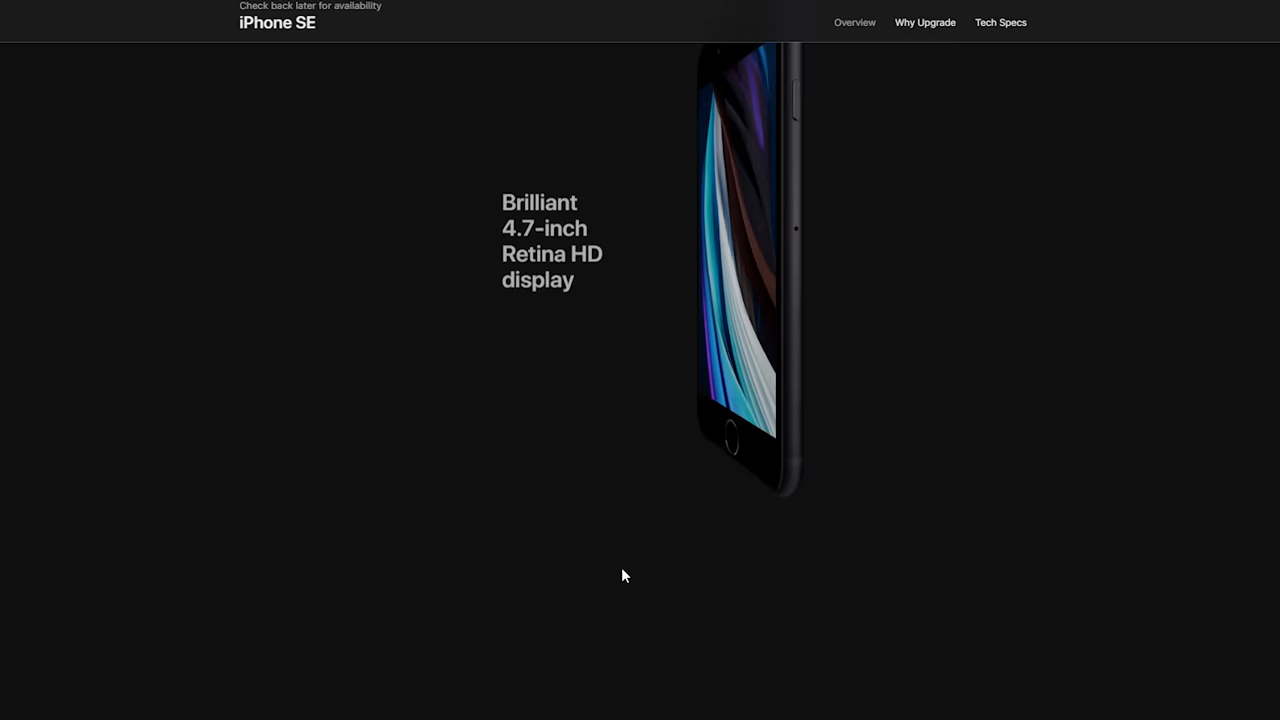 Check back later for availability
iPhone SE
Overview
Why Upgrade
Tech Specs
Brilliant
4.7-inch
Retina HD
display